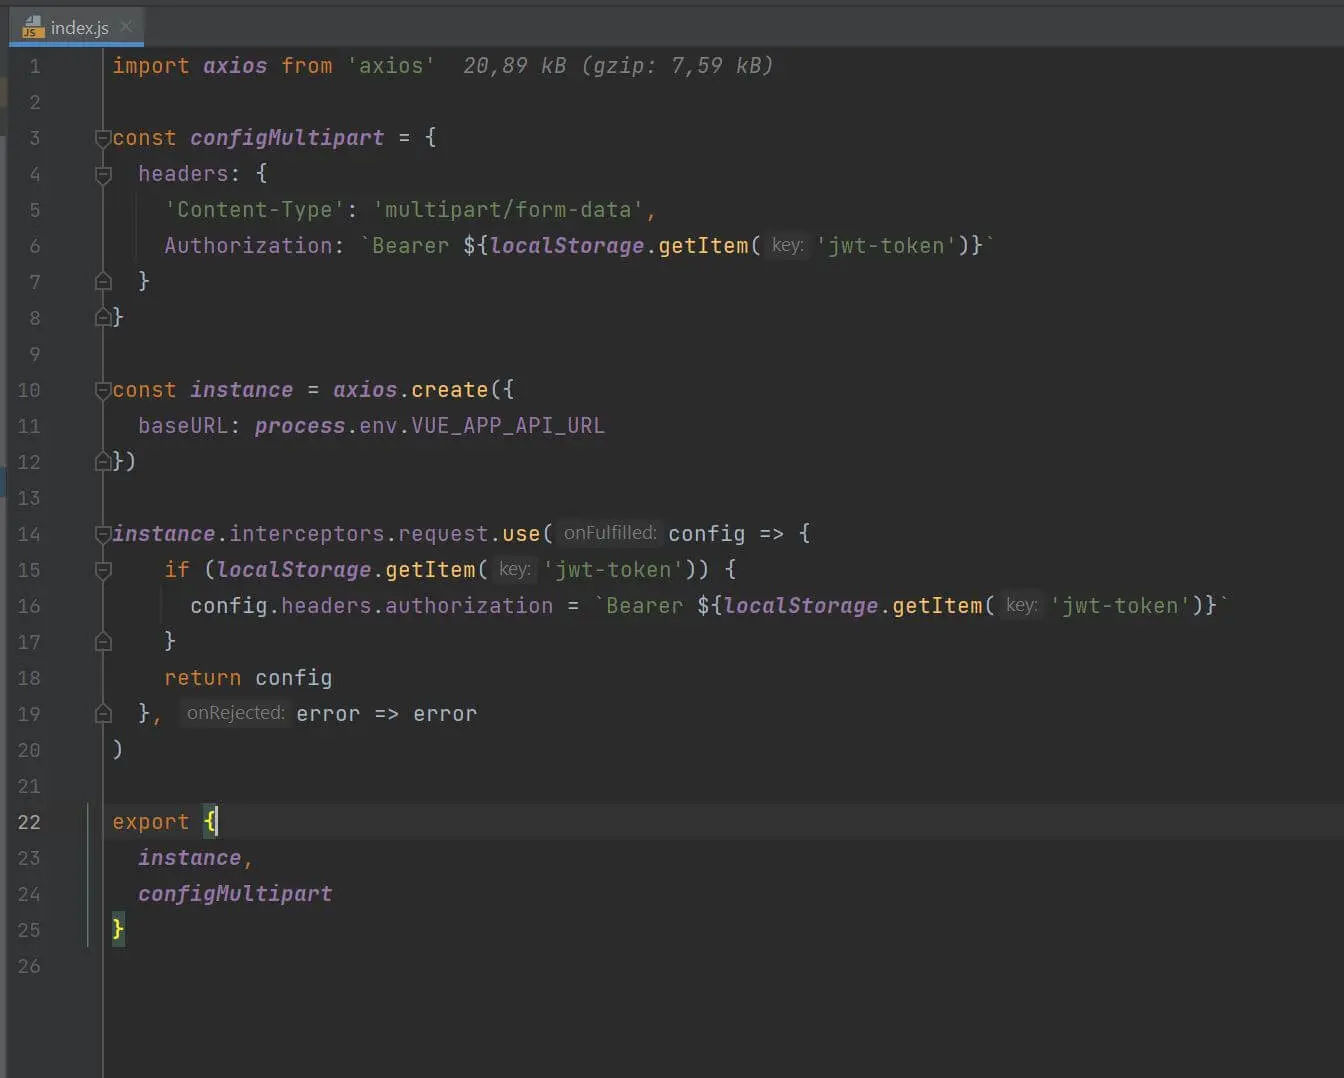 index.js
1 import axios from 'axios' 20,89 kB (gzip: 7,59 kB)
2
3 const configMultipart = {
4   headers: {
5     'Content-Type': 'multipart/form-data',
6     Authorization: `Bearer ${localStorage.getItem( key: 'jwt-token')}`
7   }
8 }
9
10 const instance = axios.create({
11   baseURL: process.env.VUE_APP_API_URL
12 })
13
14 instance.interceptors.request.use( onFulfilled: config => {
15     if (localStorage.getItem( key: 'jwt-token')) {
16       config.headers.authorization = `Bearer ${localStorage.getItem( key: 'jwt-token')}`
17     }
18     return config
19   }, onRejected: error => error
20 )
21
22 export {
23   instance,
24   configMultipart
25 }
26